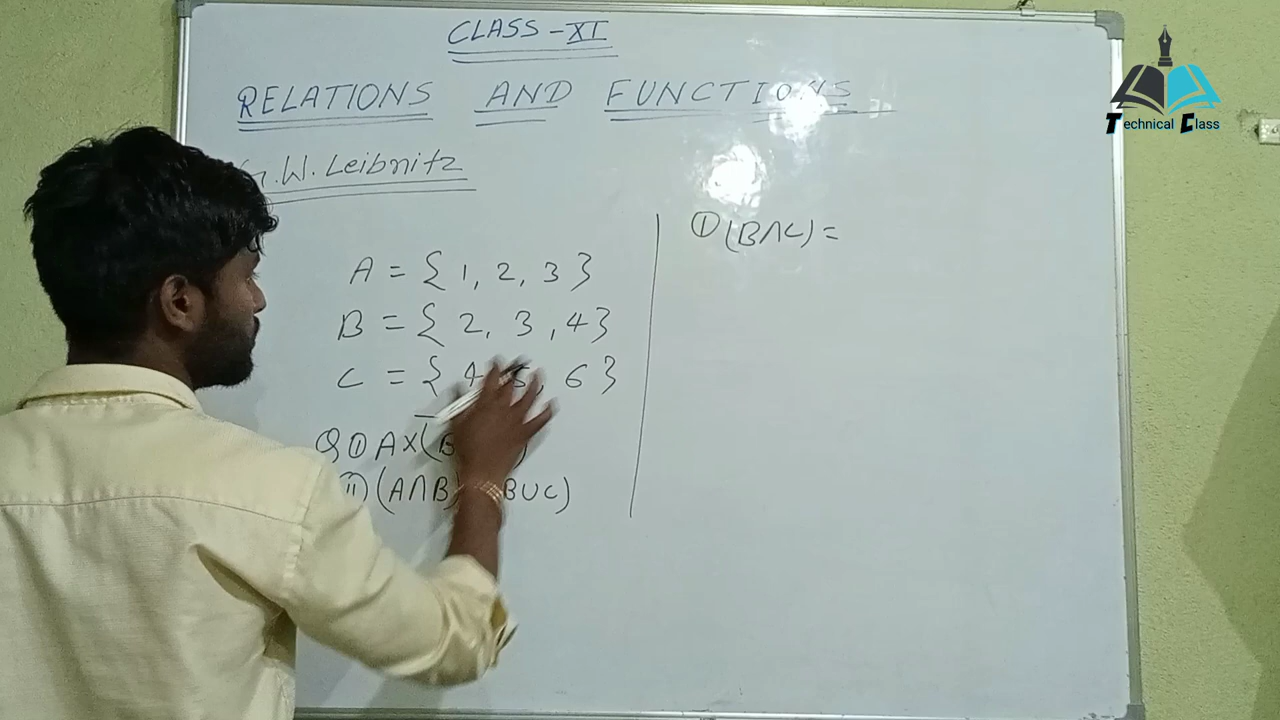 CLASS-XI
RELATIONS AND FUNCTIONS
.W. Leibnitz
A = { 1, 2, 3 }
B = { 2, 3, 4 }
C = { 4, 5, 6 }
Q ① A×(B
(II) (A∩B) B∪C)
① (B∩C) =
Technical Class